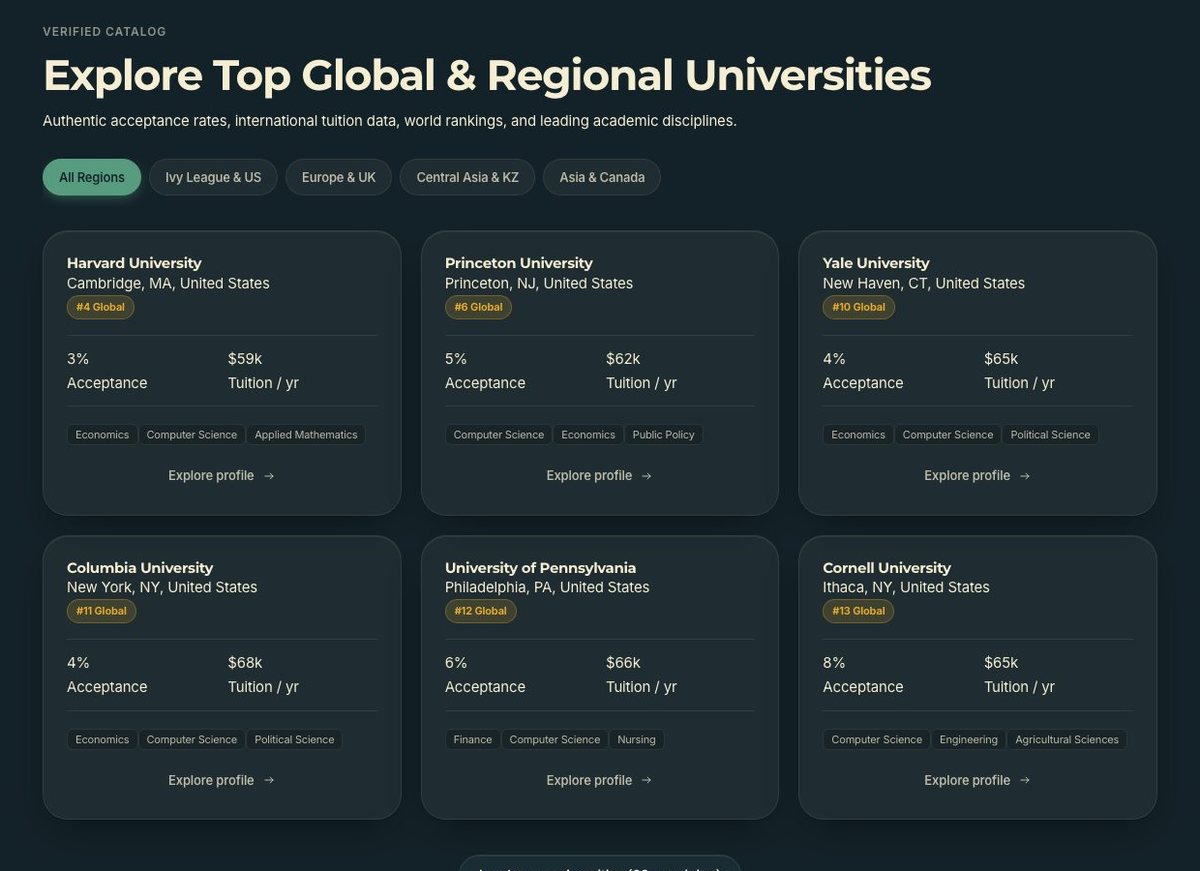 VERIFIED CATALOG
Explore Top Global & Regional Universities
Authentic acceptance rates, international tuition data, world rankings, and leading academic disciplines.
All Regions Ivy League & US Europe & UK Central Asia & KZ Asia & Canada
Harvard University
Cambridge, MA, United States
#4 Global
3% $59k
Acceptance Tuition / yr
Economics Computer Science Applied Mathematics
Explore profile →
Princeton University
Princeton, NJ, United States
#6 Global
5% $62k
Acceptance Tuition / yr
Computer Science Economics Public Policy
Explore profile →
Yale University
New Haven, CT, United States
#10 Global
4% $65k
Acceptance Tuition / yr
Economics Computer Science Political Science
Explore profile →
Columbia University
New York, NY, United States
#11 Global
4% $68k
Acceptance Tuition / yr
Economics Computer Science Political Science
Explore profile →
University of Pennsylvania
Philadelphia, PA, United States
#12 Global
6% $66k
Acceptance Tuition / yr
Finance Computer Science Nursing
Explore profile →
Cornell University
Ithaca, NY, United States
#13 Global
8% $65k
Acceptance Tuition / yr
Computer Science Engineering Agricultural Sciences
Explore profile →